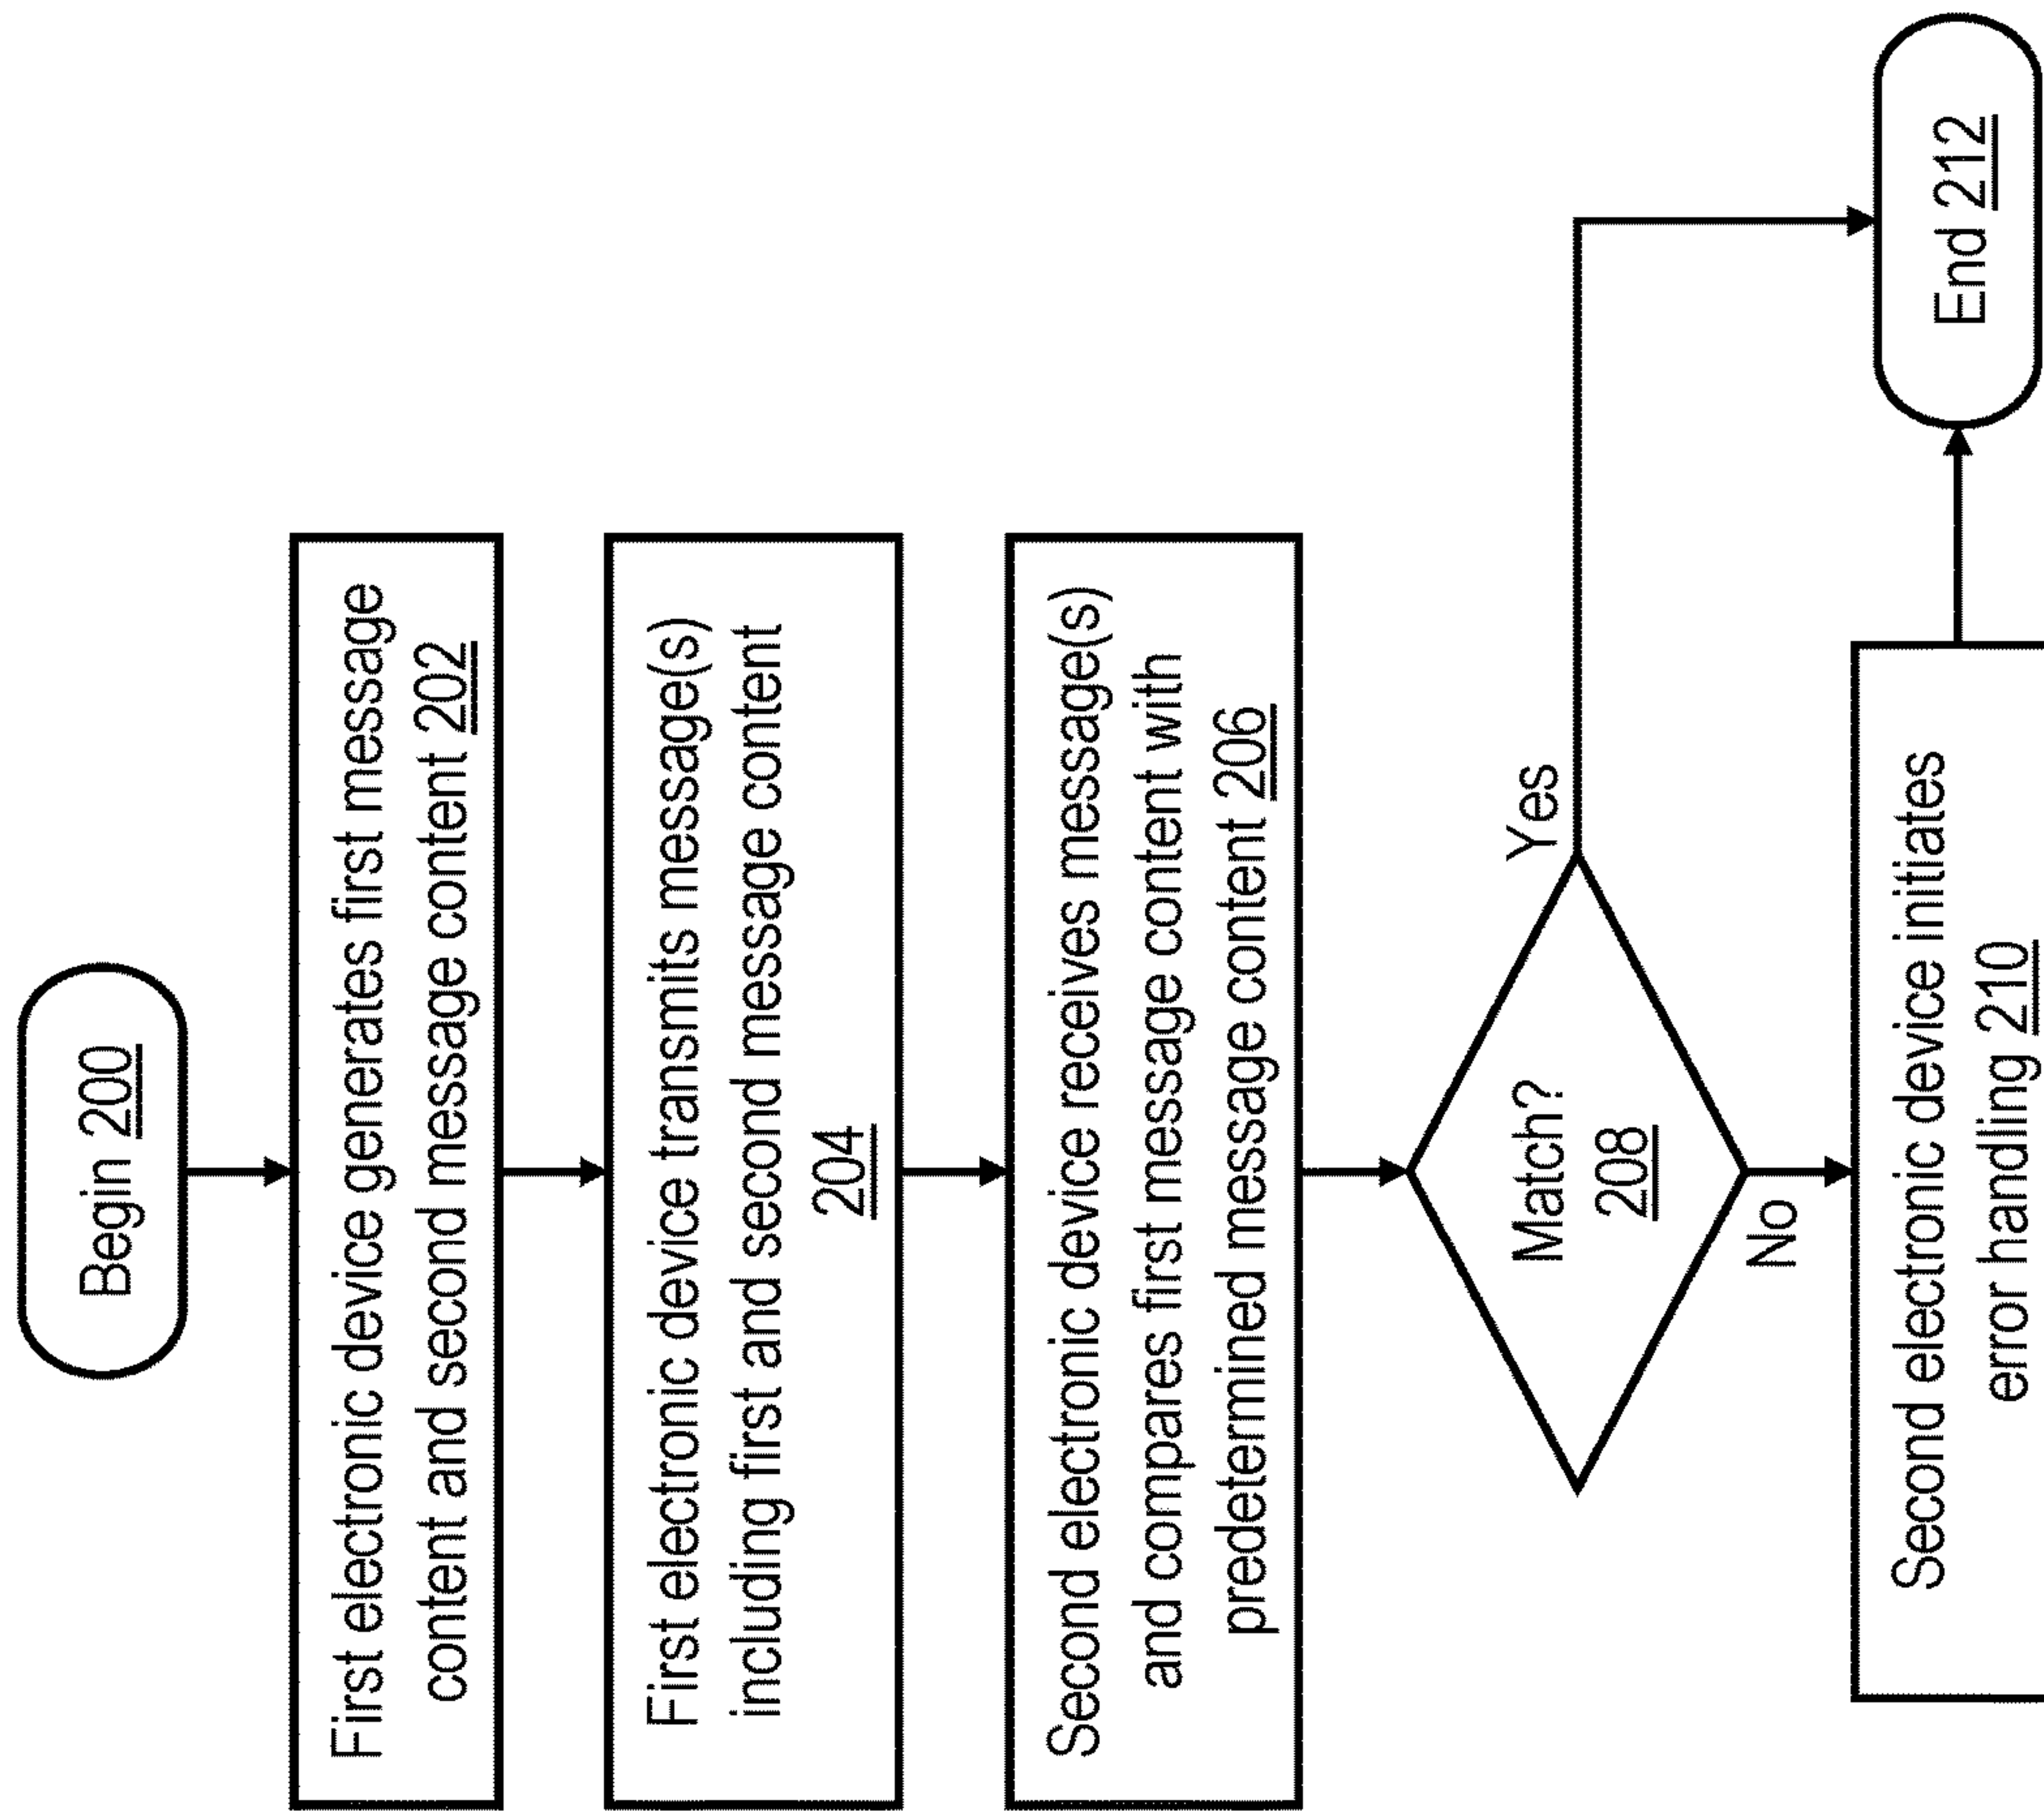 Begin 200
First electronic device generates first message
content and second message content 202
First electronic device transmits message(s)
including first and second message content
204
Second electronic device receives message(s)
and compares first message content with
predetermined message content 206
Match?
208
Yes
No
Second electronic device initiates
error handling 210
End 212